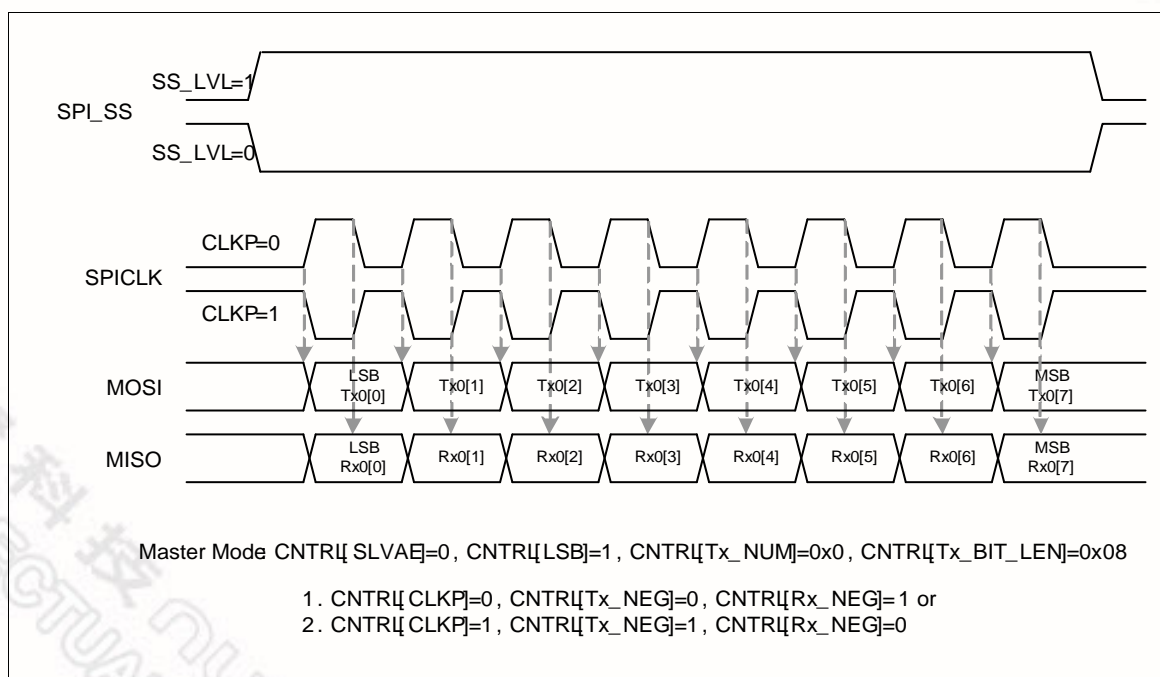 SS_LVL=1
SPI_SS
SS_LVL=0
CLKP=0
SPICLK
CLKP=1
MOSI
LSB
Tx0[0]
Tx0[1]
Tx0[2]
Tx0[3]
Tx0[4]
Tx0[5]
Tx0[6]
MSB
Tx0[7]
MISO
LSB
Rx0[0]
Rx0[1]
Rx0[2]
Rx0[3]
Rx0[4]
Rx0[5]
Rx0[6]
MSB
Rx0[7]
Master Mode: CNTRL[SLVAE]=0, CNTRL[LSB]=1, CNTRL[Tx_NUM]=0x0, CNTRL[Tx_BIT_LEN]=0x08
1. CNTRL[CLKP]=0, CNTRL[Tx_NEG]=0, CNTRL[Rx_NEG]=1 or
2. CNTRL[CLKP]=1, CNTRL[Tx_NEG]=1, CNTRL[Rx_NEG]=0
科技